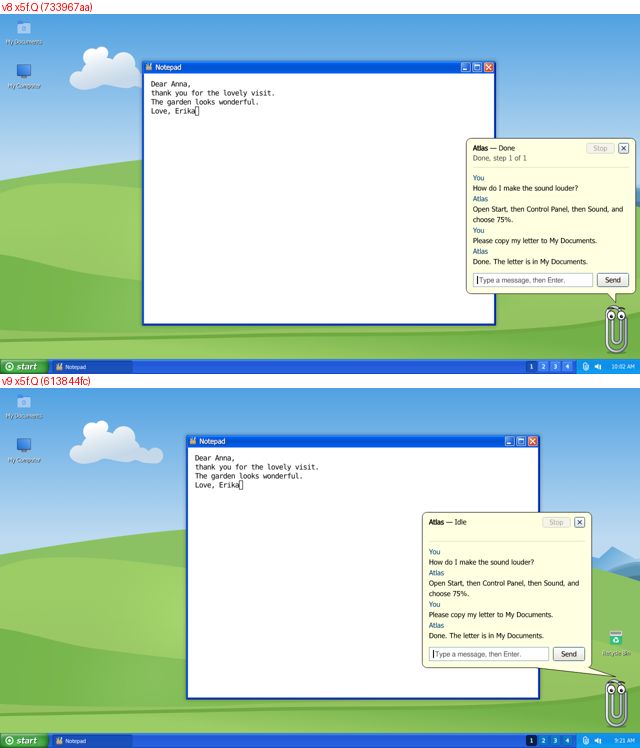 v8 x5f.Q (733967aa)
My Documents
My Computer
Notepad
Dear Anna,
thank you for the lovely visit.
The garden looks wonderful.
Love, Erika
Atlas — Done
Stop
Done, step 1 of 1
You
How do I make the sound louder?
Atlas
Open Start, then Control Panel, then Sound, and
choose 75%.
You
Please copy my letter to My Documents.
Atlas
Done. The letter is in My Documents.
Type a message, then Enter.
Send
start
Notepad
1 2 3 4
10:02 AM
v9 x5f.Q (613844fc)
My Documents
My Computer
Notepad
Dear Anna,
thank you for the lovely visit.
The garden looks wonderful.
Love, Erika
Atlas — Idle
Stop
You
How do I make the sound louder?
Atlas
Open Start, then Control Panel, then Sound, and
choose 75%.
You
Please copy my letter to My Documents.
Atlas
Done. The letter is in My Documents.
Type a message, then Enter.
Send
Recycle Bin
start
Notepad
1 2 3 4
9:21 AM